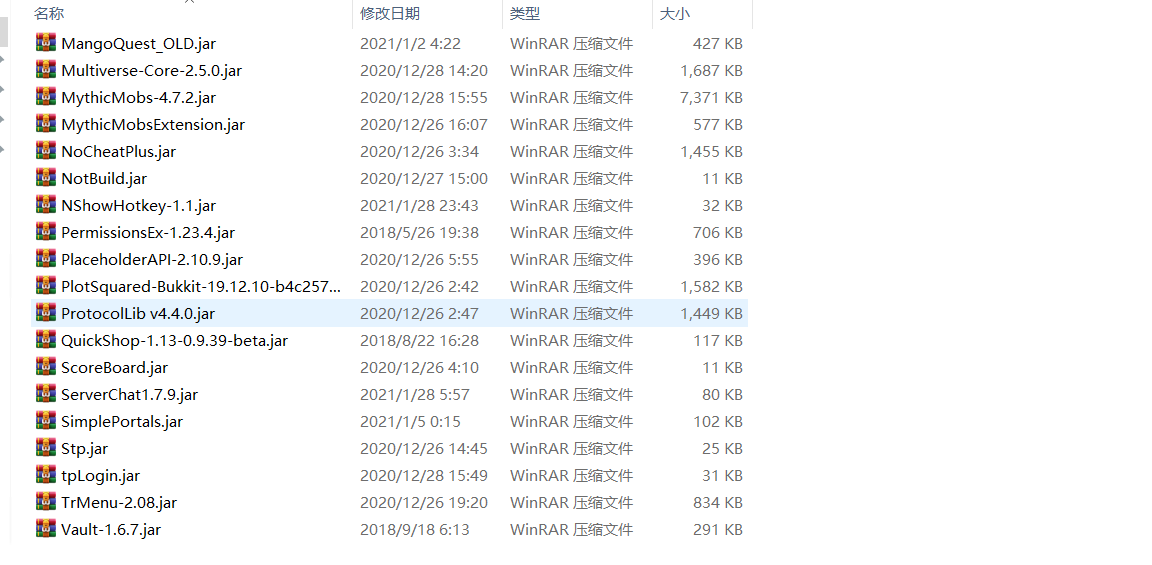 名称 修改日期 类型 大小
MangoQuest_OLD.jar 2021/1/2 4:22 WinRAR 压缩文件 427 KB
Multiverse-Core-2.5.0.jar 2020/12/28 14:20 WinRAR 压缩文件 1,687 KB
MythicMobs-4.7.2.jar 2020/12/28 15:55 WinRAR 压缩文件 7,371 KB
MythicMobsExtension.jar 2020/12/26 16:07 WinRAR 压缩文件 577 KB
NoCheatPlus.jar 2020/12/26 3:34 WinRAR 压缩文件 1,455 KB
NotBuild.jar 2020/12/27 15:00 WinRAR 压缩文件 11 KB
NShowHotkey-1.1.jar 2021/1/28 23:43 WinRAR 压缩文件 32 KB
PermissionsEx-1.23.4.jar 2018/5/26 19:38 WinRAR 压缩文件 706 KB
PlaceholderAPI-2.10.9.jar 2020/12/26 5:55 WinRAR 压缩文件 396 KB
PlotSquared-Bukkit-19.12.10-b4c257... 2020/12/26 2:42 WinRAR 压缩文件 1,582 KB
ProtocolLib v4.4.0.jar 2020/12/26 2:47 WinRAR 压缩文件 1,449 KB
QuickShop-1.13-0.9.39-beta.jar 2018/8/22 16:28 WinRAR 压缩文件 117 KB
ScoreBoard.jar 2020/12/26 4:10 WinRAR 压缩文件 11 KB
ServerChat1.7.9.jar 2021/1/28 5:57 WinRAR 压缩文件 80 KB
SimplePortals.jar 2021/1/5 0:15 WinRAR 压缩文件 102 KB
Stp.jar 2020/12/26 14:45 WinRAR 压缩文件 25 KB
tpLogin.jar 2020/12/28 15:49 WinRAR 压缩文件 31 KB
TrMenu-2.08.jar 2020/12/26 19:20 WinRAR 压缩文件 834 KB
Vault-1.6.7.jar 2018/9/18 6:13 WinRAR 压缩文件 291 KB